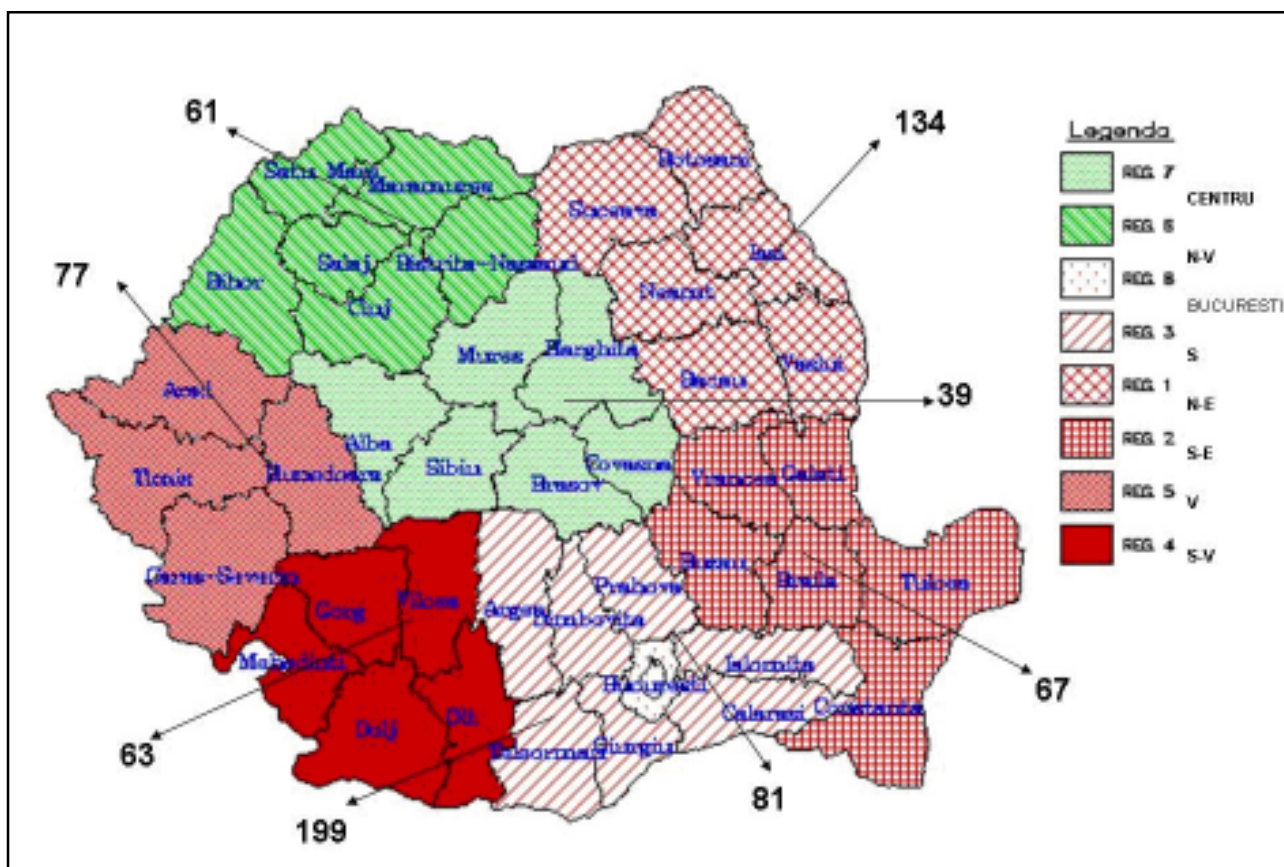 61
134
Legenda
Botosani
Satu Mare
Maramures
REG. 7
CENTRU
Suceava
REG. 6
N-V
Iasi
Salaj
Bistrita-Nasaud
77
Bihor
Neamt
REG. 8
BUCURESTI
Cluj
REG. 3
S
Mures
Harghita
Vaslui
Bacau
REG. 1
N-E
Arad
39
REG. 2
S-E
Alba
Sibiu
Covasna
Timis
Hunedoara
Brasov
Vrancea
Galati
REG. 5
V
REG. 4
S-V
Caras-Severin
Buzau
Braila
Tulcea
Gorg
Vilcea
Arges
Prahova
Dambovita
Mehedinti
Ialomita
67
Bucuresti
Calarasi
Constanta
Dolj
Olt
63
Giurgiu
81
199